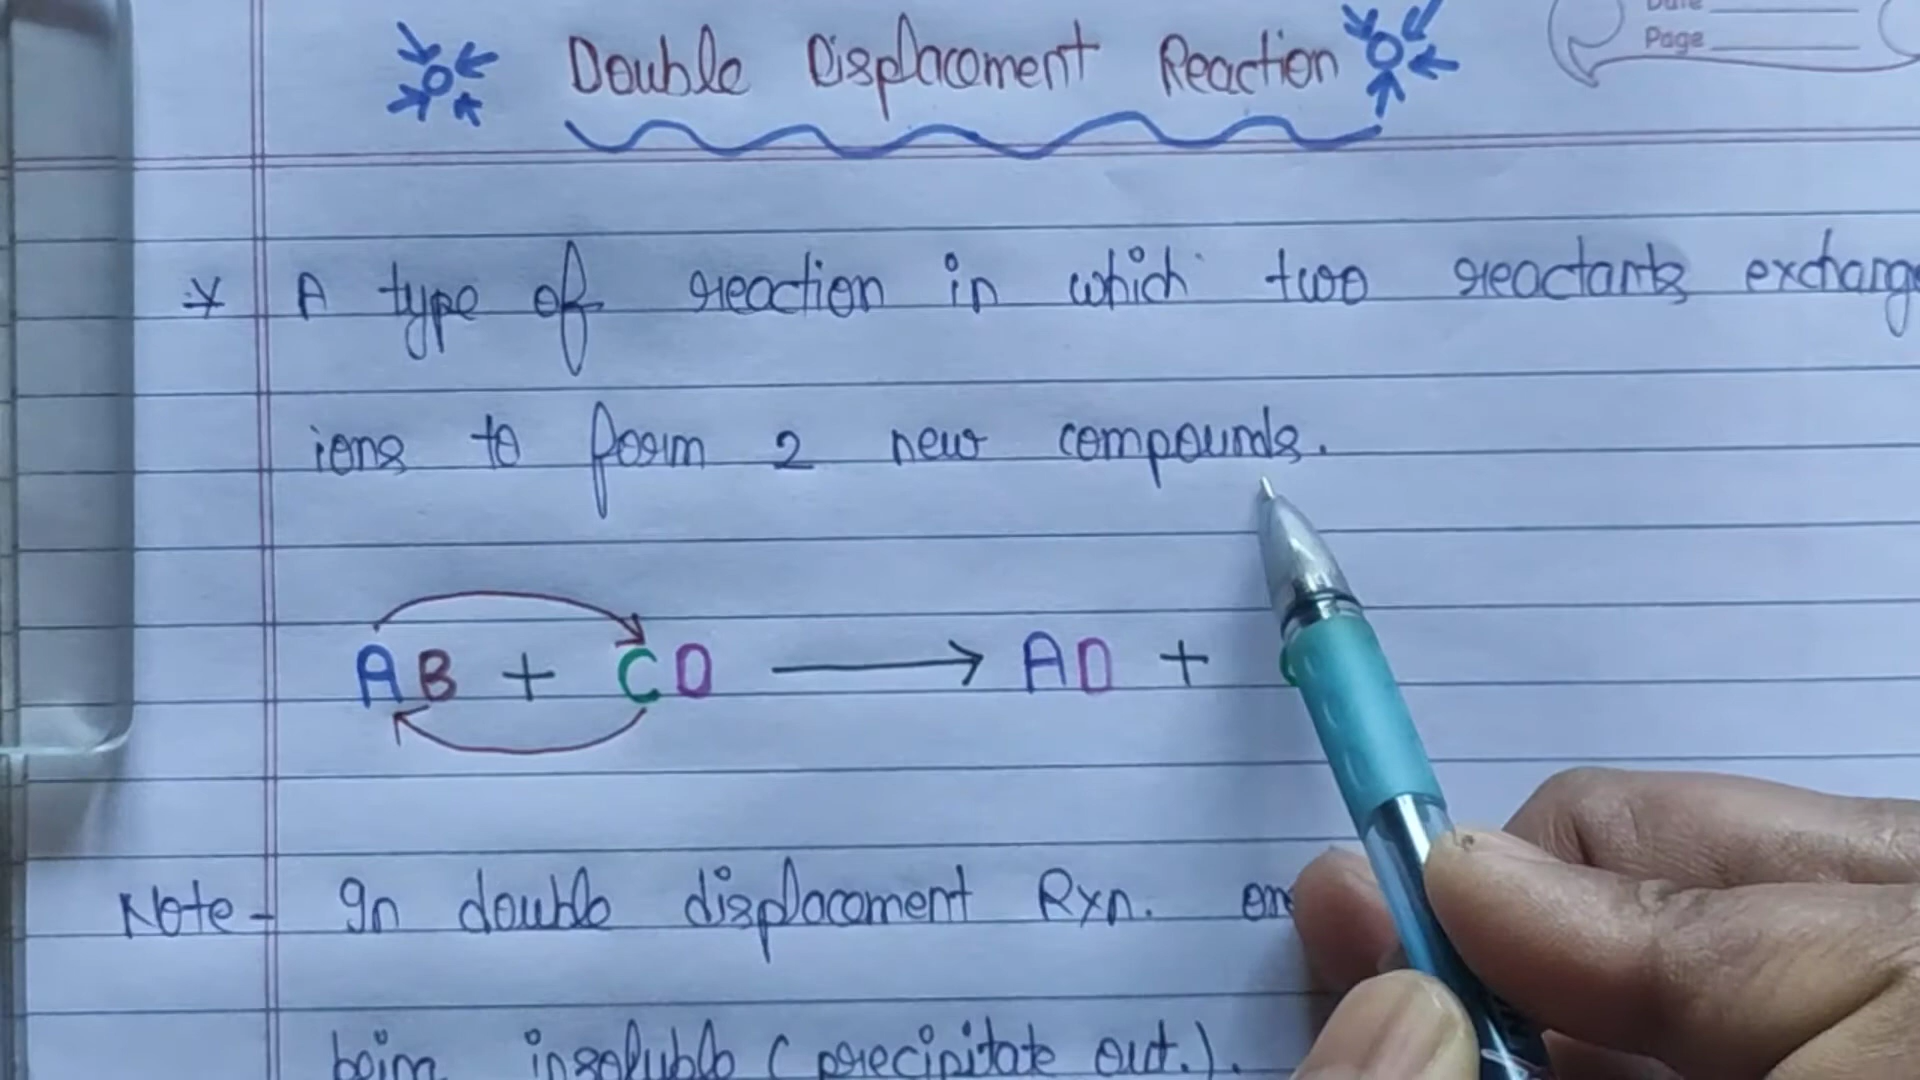 Date
Page
Double Displacement Reaction
A type of reaction in which two reactants exchange
ions to form 2 new compounds.
AB + CD → AD +
Note - In double displacement Rxn.
insoluble (precipitate out.).